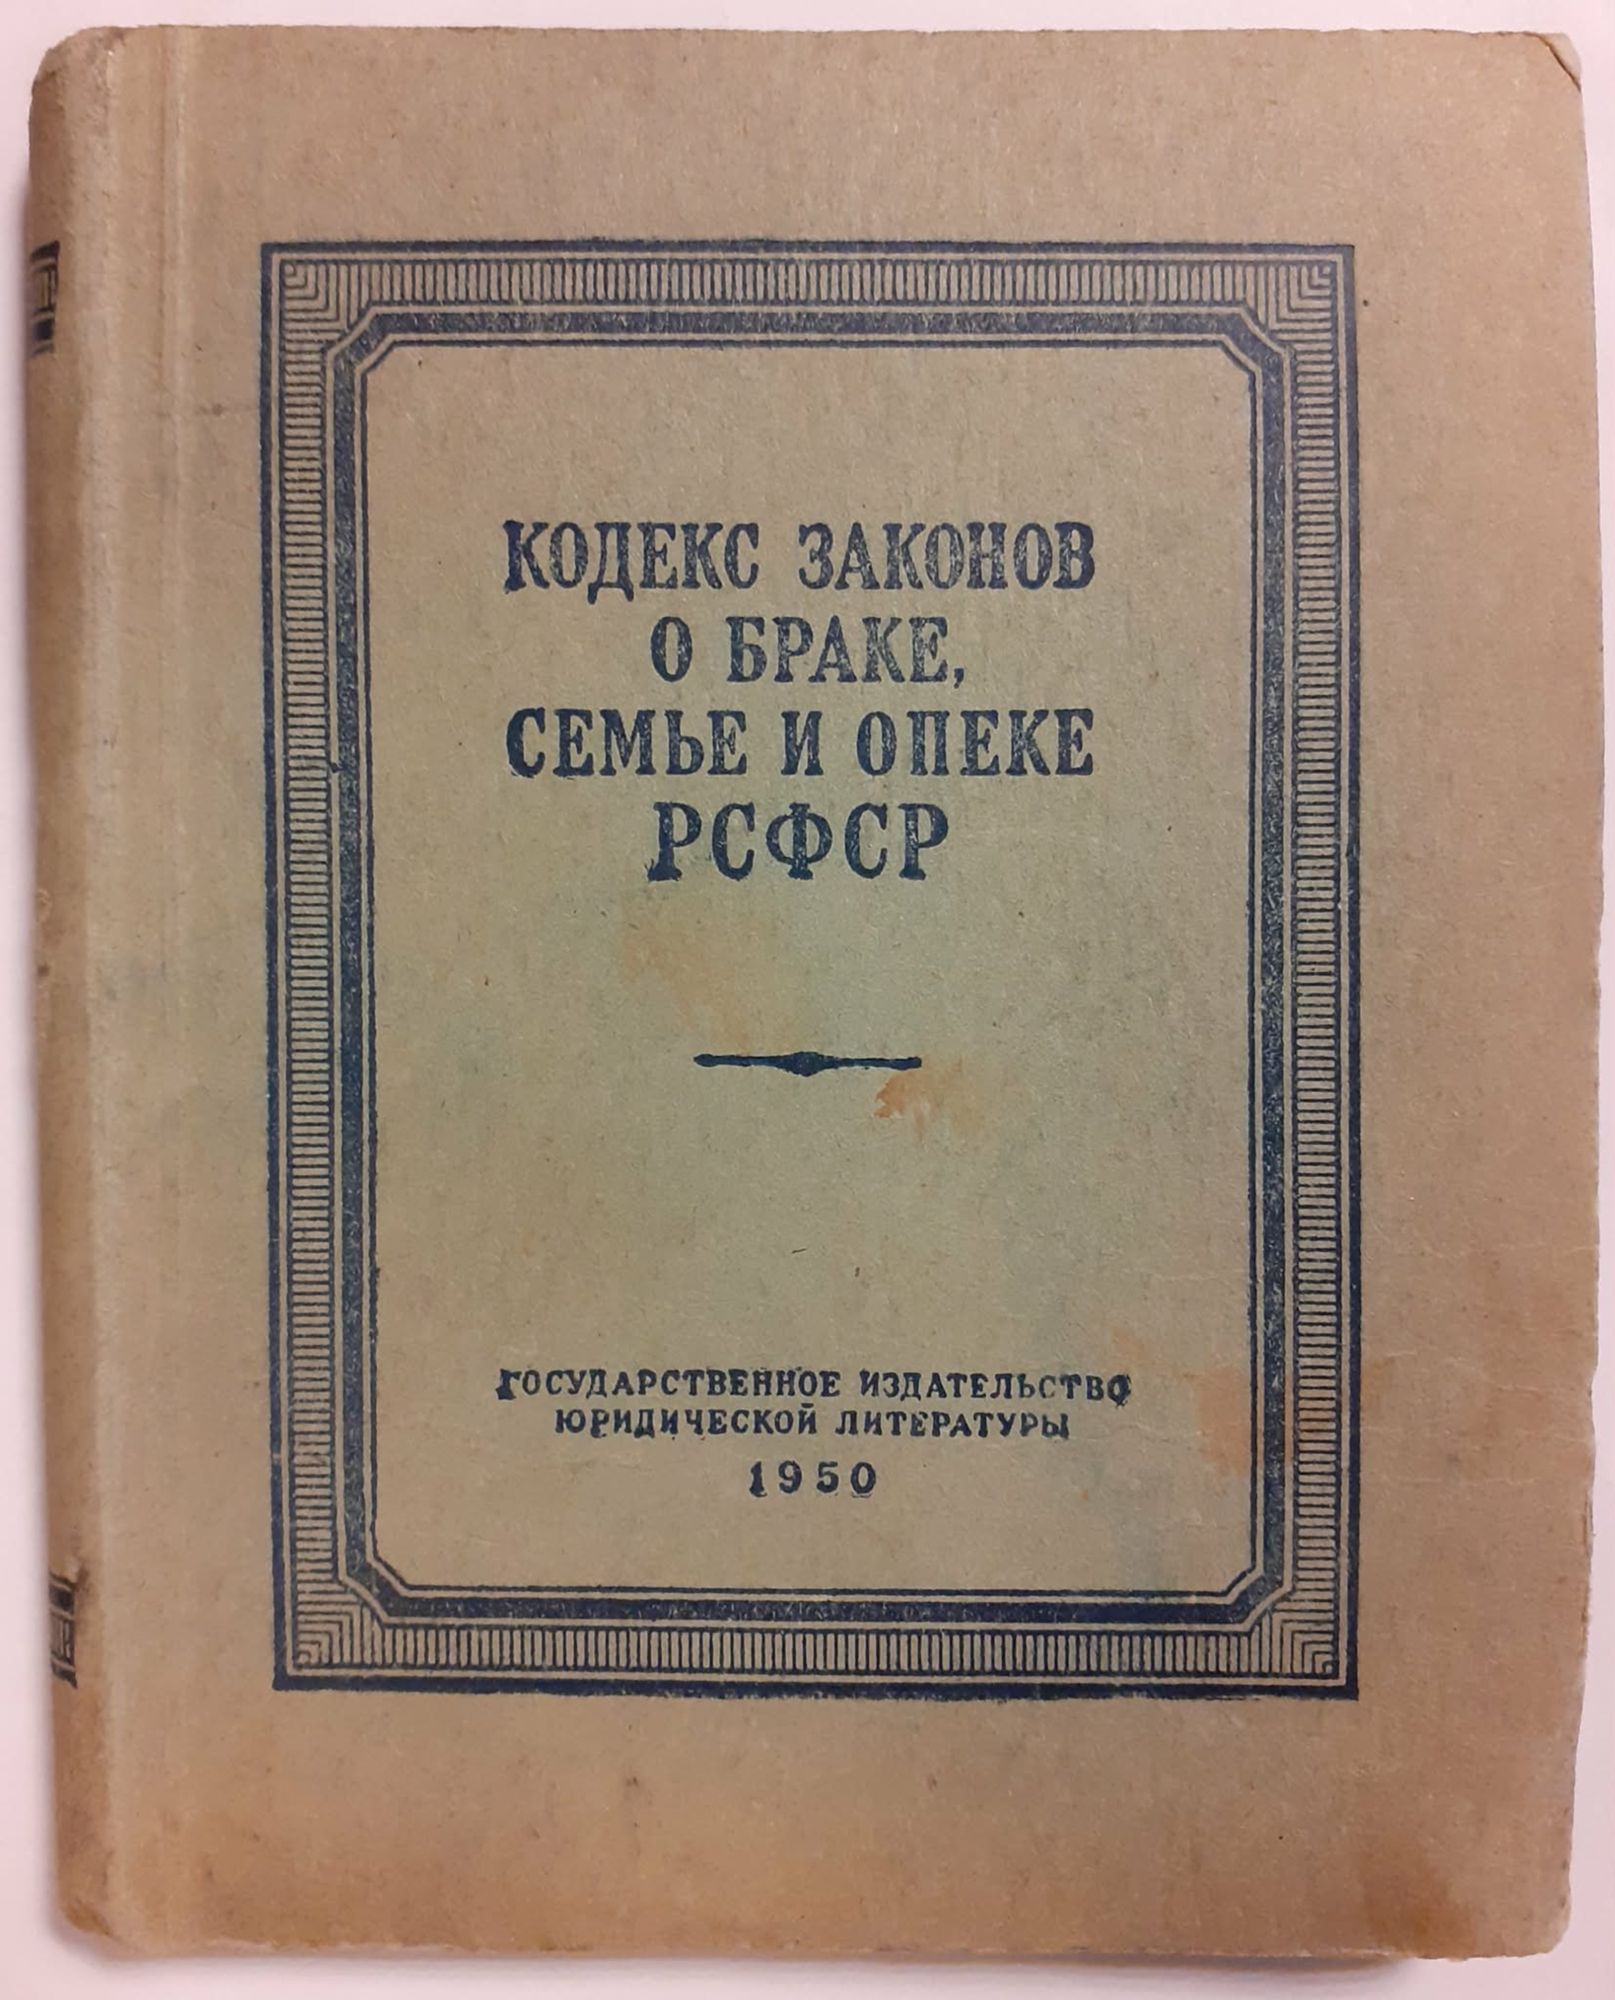 КОДЕКС ЗАКОНОВ
О БРАКЕ,
СЕМЬЕ И ОПЕКЕ
РСФСР
ГОСУДАРСТВЕННОЕ ИЗДАТЕЛЬСТВО
ЮРИДИЧЕСКОЙ ЛИТЕРАТУРЫ
1950